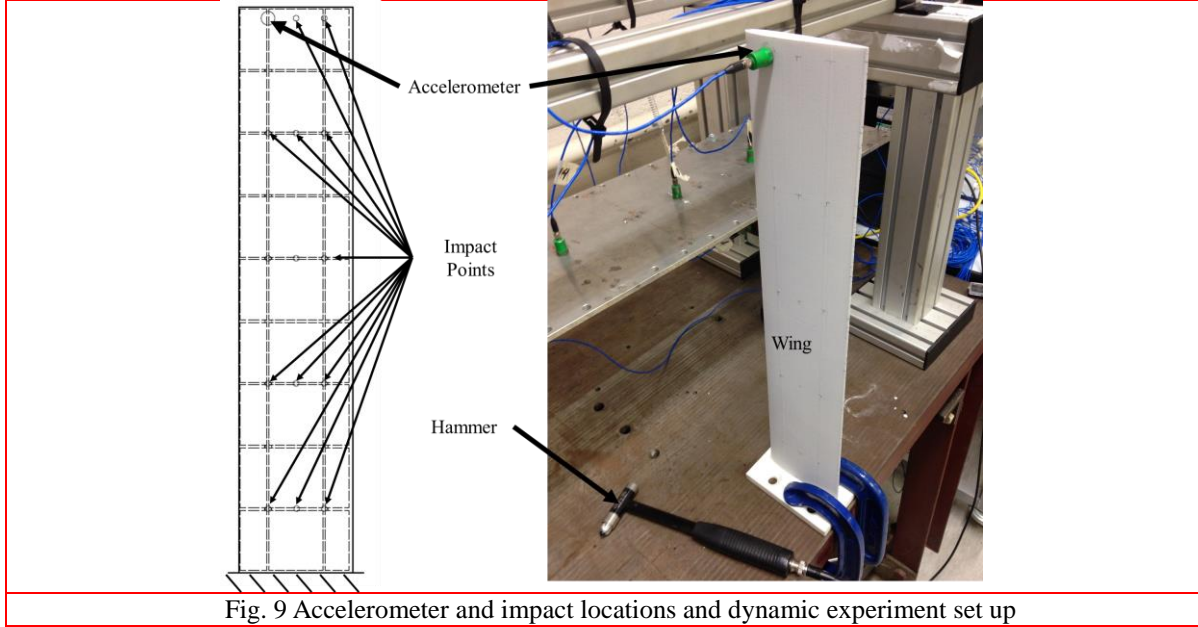 Accelerometer
Impact
Points
Wing
Hammer
Fig. 9 Accelerometer and impact locations and dynamic experiment set up